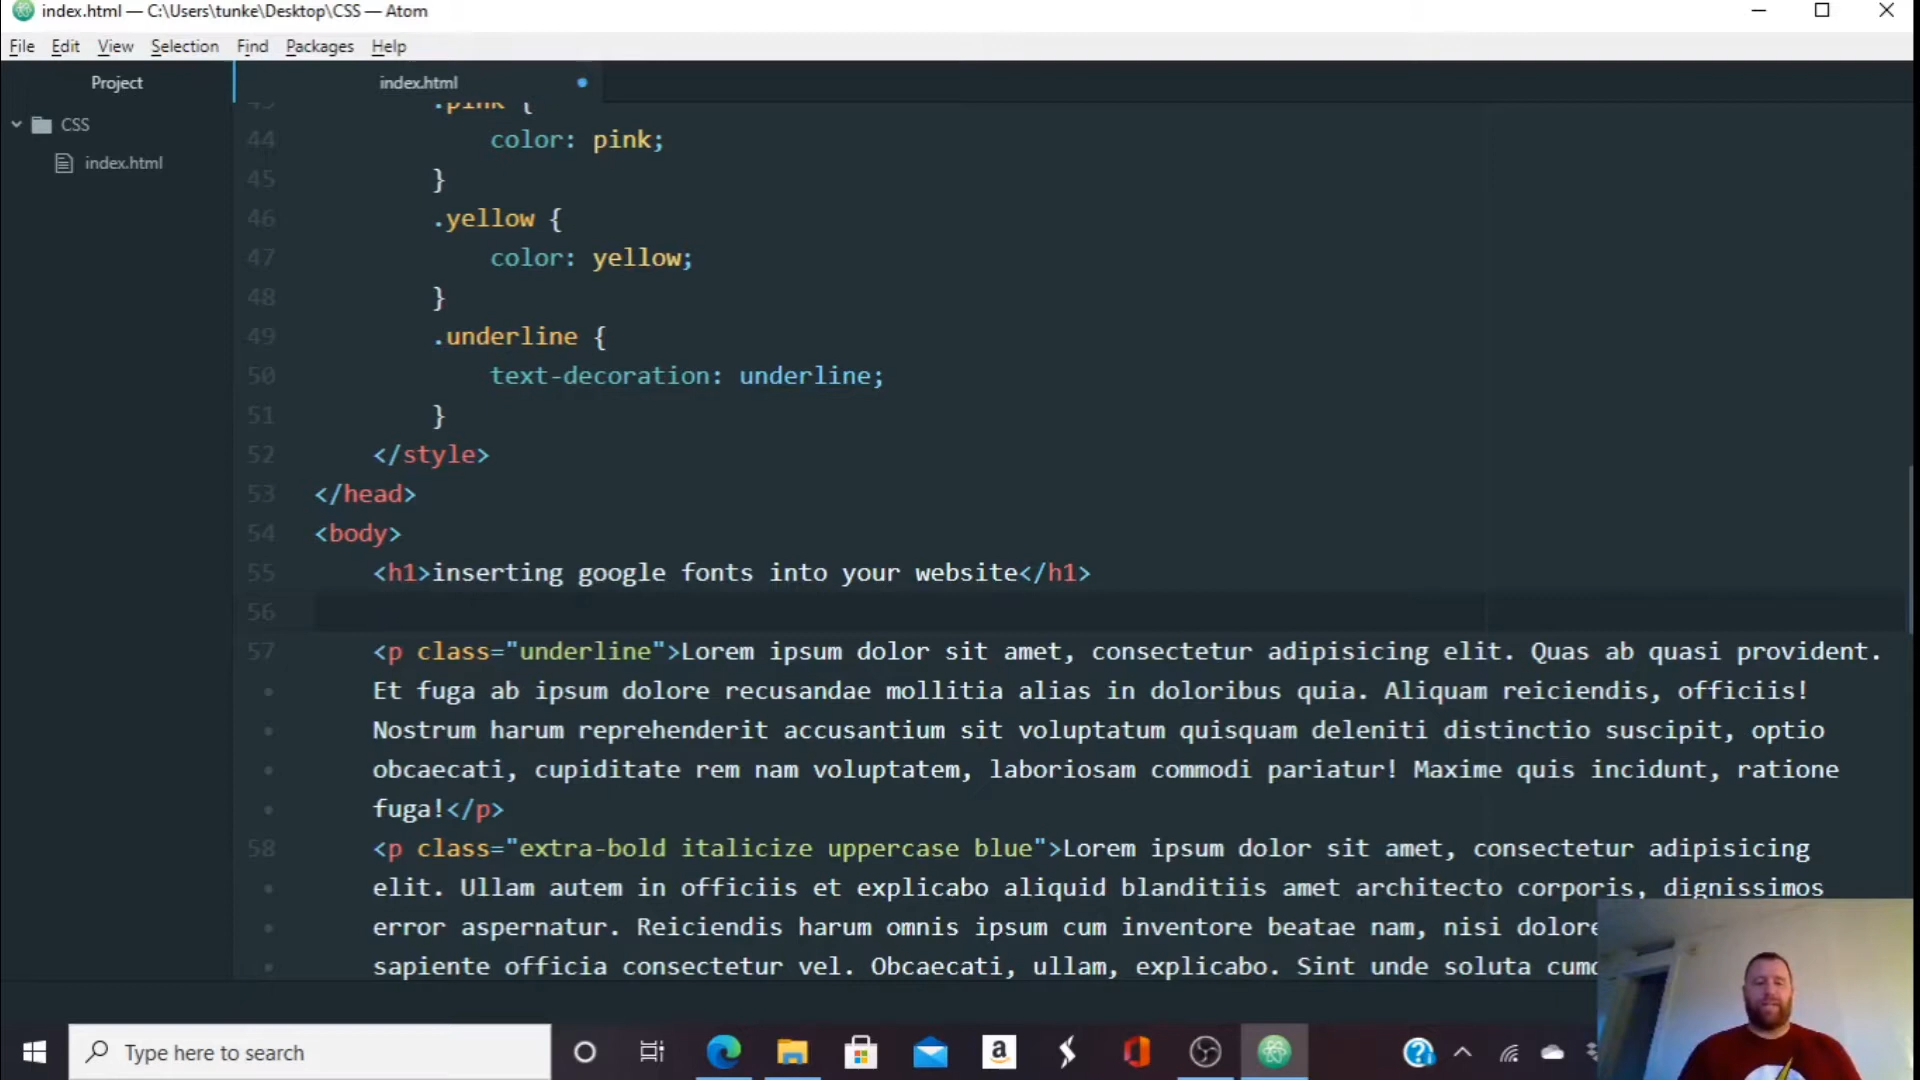 index.html — C:\Users\tunke\Desktop\CSS — Atom
File Edit View Selection Find Packages Help
Project
index.html
CSS
index.html
43 .pink {
44 color: pink;
45 }
46 .yellow {
47 color: yellow;
48 }
49 .underline {
50 text-decoration: underline;
51 }
52 </style>
53 </head>
54 <body>
55 <h1>inserting google fonts into your website</h1>
56
57 <p class="underline">Lorem ipsum dolor sit amet, consectetur adipisicing elit. Quas ab quasi provident.
Et fuga ab ipsum dolore recusandae mollitia alias in doloribus quia. Aliquam reiciendis, officiis!
Nostrum harum reprehenderit accusantium sit voluptatum quisquam deleniti distinctio suscipit, optio
obcaecati, cupiditate rem nam voluptatem, laboriosam commodi pariatur! Maxime quis incidunt, ratione
fuga!</p>
58 <p class="extra-bold italicize uppercase blue">Lorem ipsum dolor sit amet, consectetur adipisicing
elit. Ullam autem in officiis et explicabo aliquid blanditiis amet architecto corporis, dignissimos
error aspernatur. Reiciendis harum omnis ipsum cum inventore beatae nam, nisi dolore
sapiente officia consectetur vel. Obcaecati, ullam, explicabo. Sint unde soluta cum
Type here to search
a